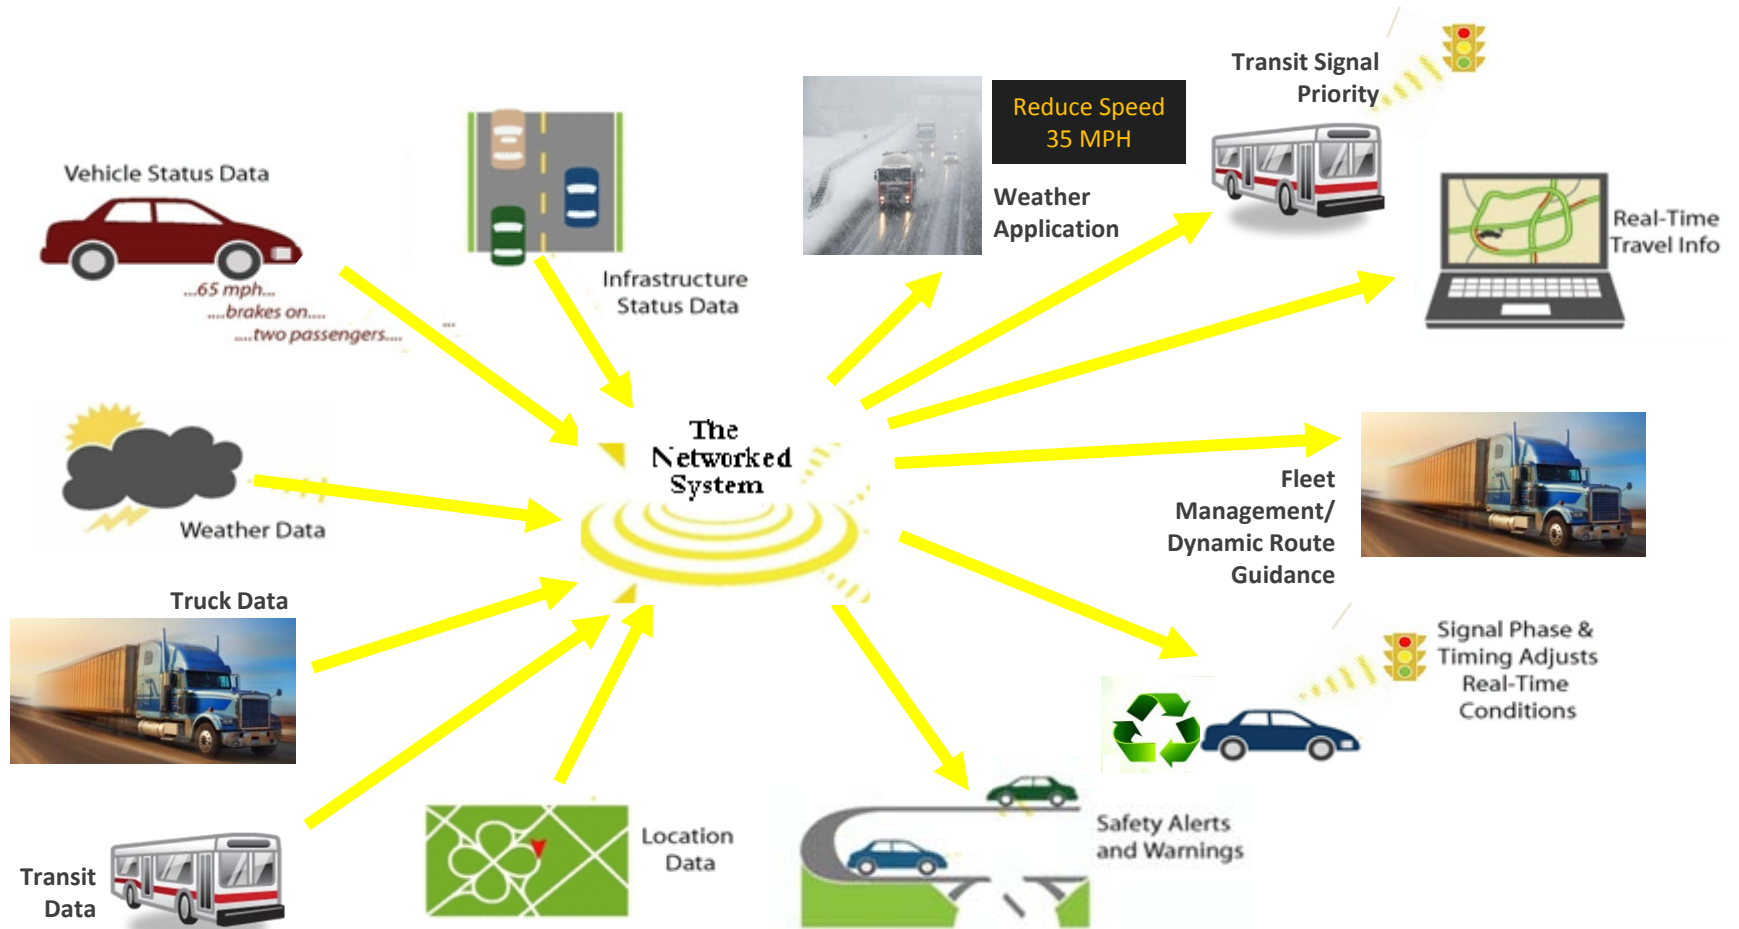 Vehicle Status Data
...65 mph...
....brakes on....
.....two passengers....
...
Infrastructure
Status Data
Reduce Speed
35 MPH
Weather
Application
Transit Signal
Priority
Real-Time
Travel Info
The
Networked
System
Weather Data
Fleet
Management/
Dynamic Route
Guidance
Truck Data
Signal Phase &
Timing Adjusts
Real-Time
Conditions
Transit
Data
Location
Data
Safety Alerts
and Warnings